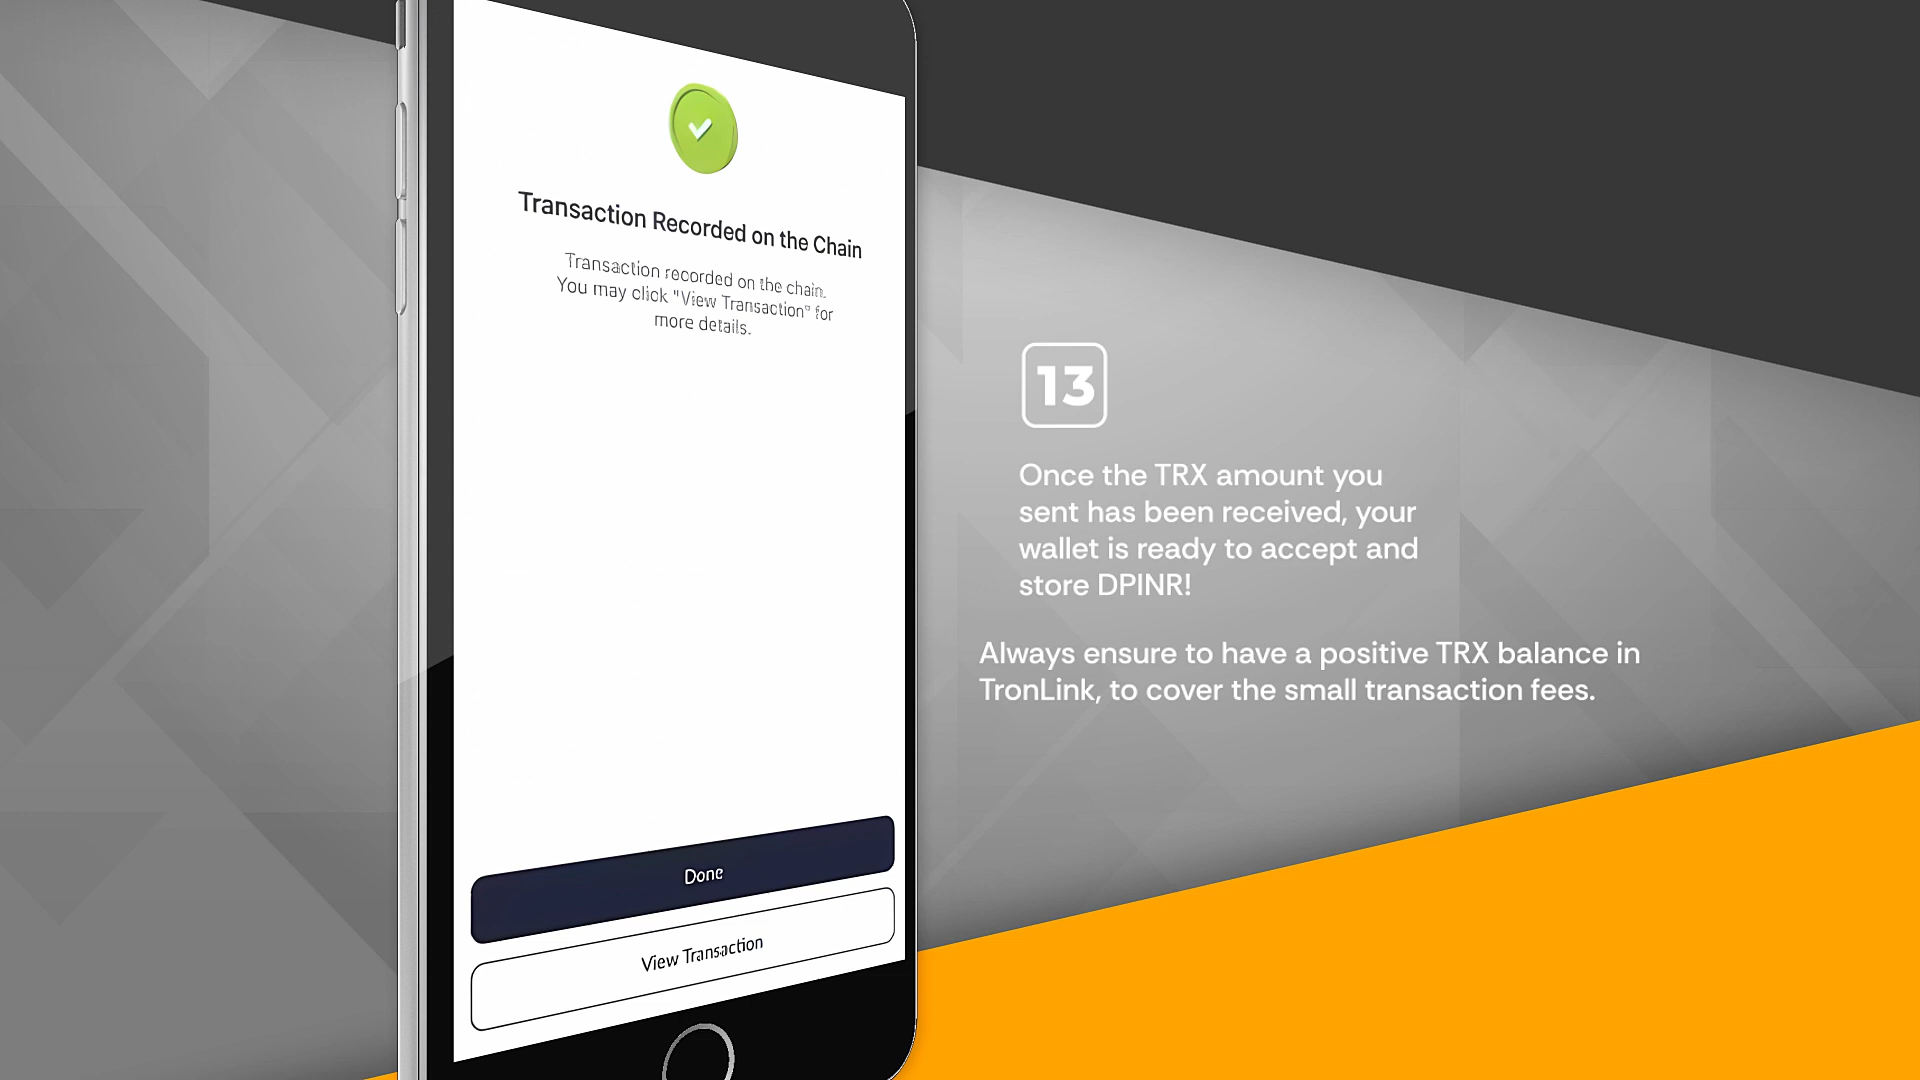 Transaction Recorded on the Chain
Transaction recorded on the chain.
You may click "View Transaction" for
more details.
Done
View Transaction
13
Once the TRX amount you
sent has been received, your
wallet is ready to accept and
store DPINR!
Always ensure to have a positive TRX balance in
TronLink, to cover the small transaction fees.